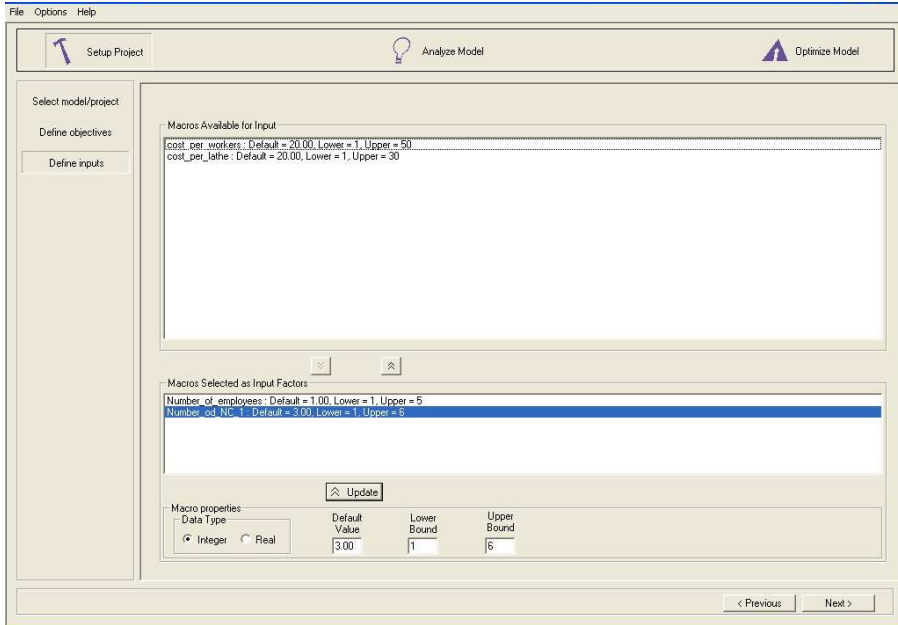 File Options Help
Setup Project
Analyze Model
Optimize Model
Select model/project
Define objectives
Define inputs
Macros Available for Input
cost_per_workers : Default = 20.00, Lower = 1, Upper = 50
cost_per_lathe : Default = 20.00, Lower = 1, Upper = 30
Macros Selected as Input Factors
Number_of_employees : Default = 1.00, Lower = 1, Upper = 5
Number_od_NC_1 : Default = 3.00, Lower = 1, Upper = 6
Update
Macro properties
Data Type
Integer Real
Default
Value
3.00
Lower
Bound
1
Upper
Bound
6
< Previous
Next >